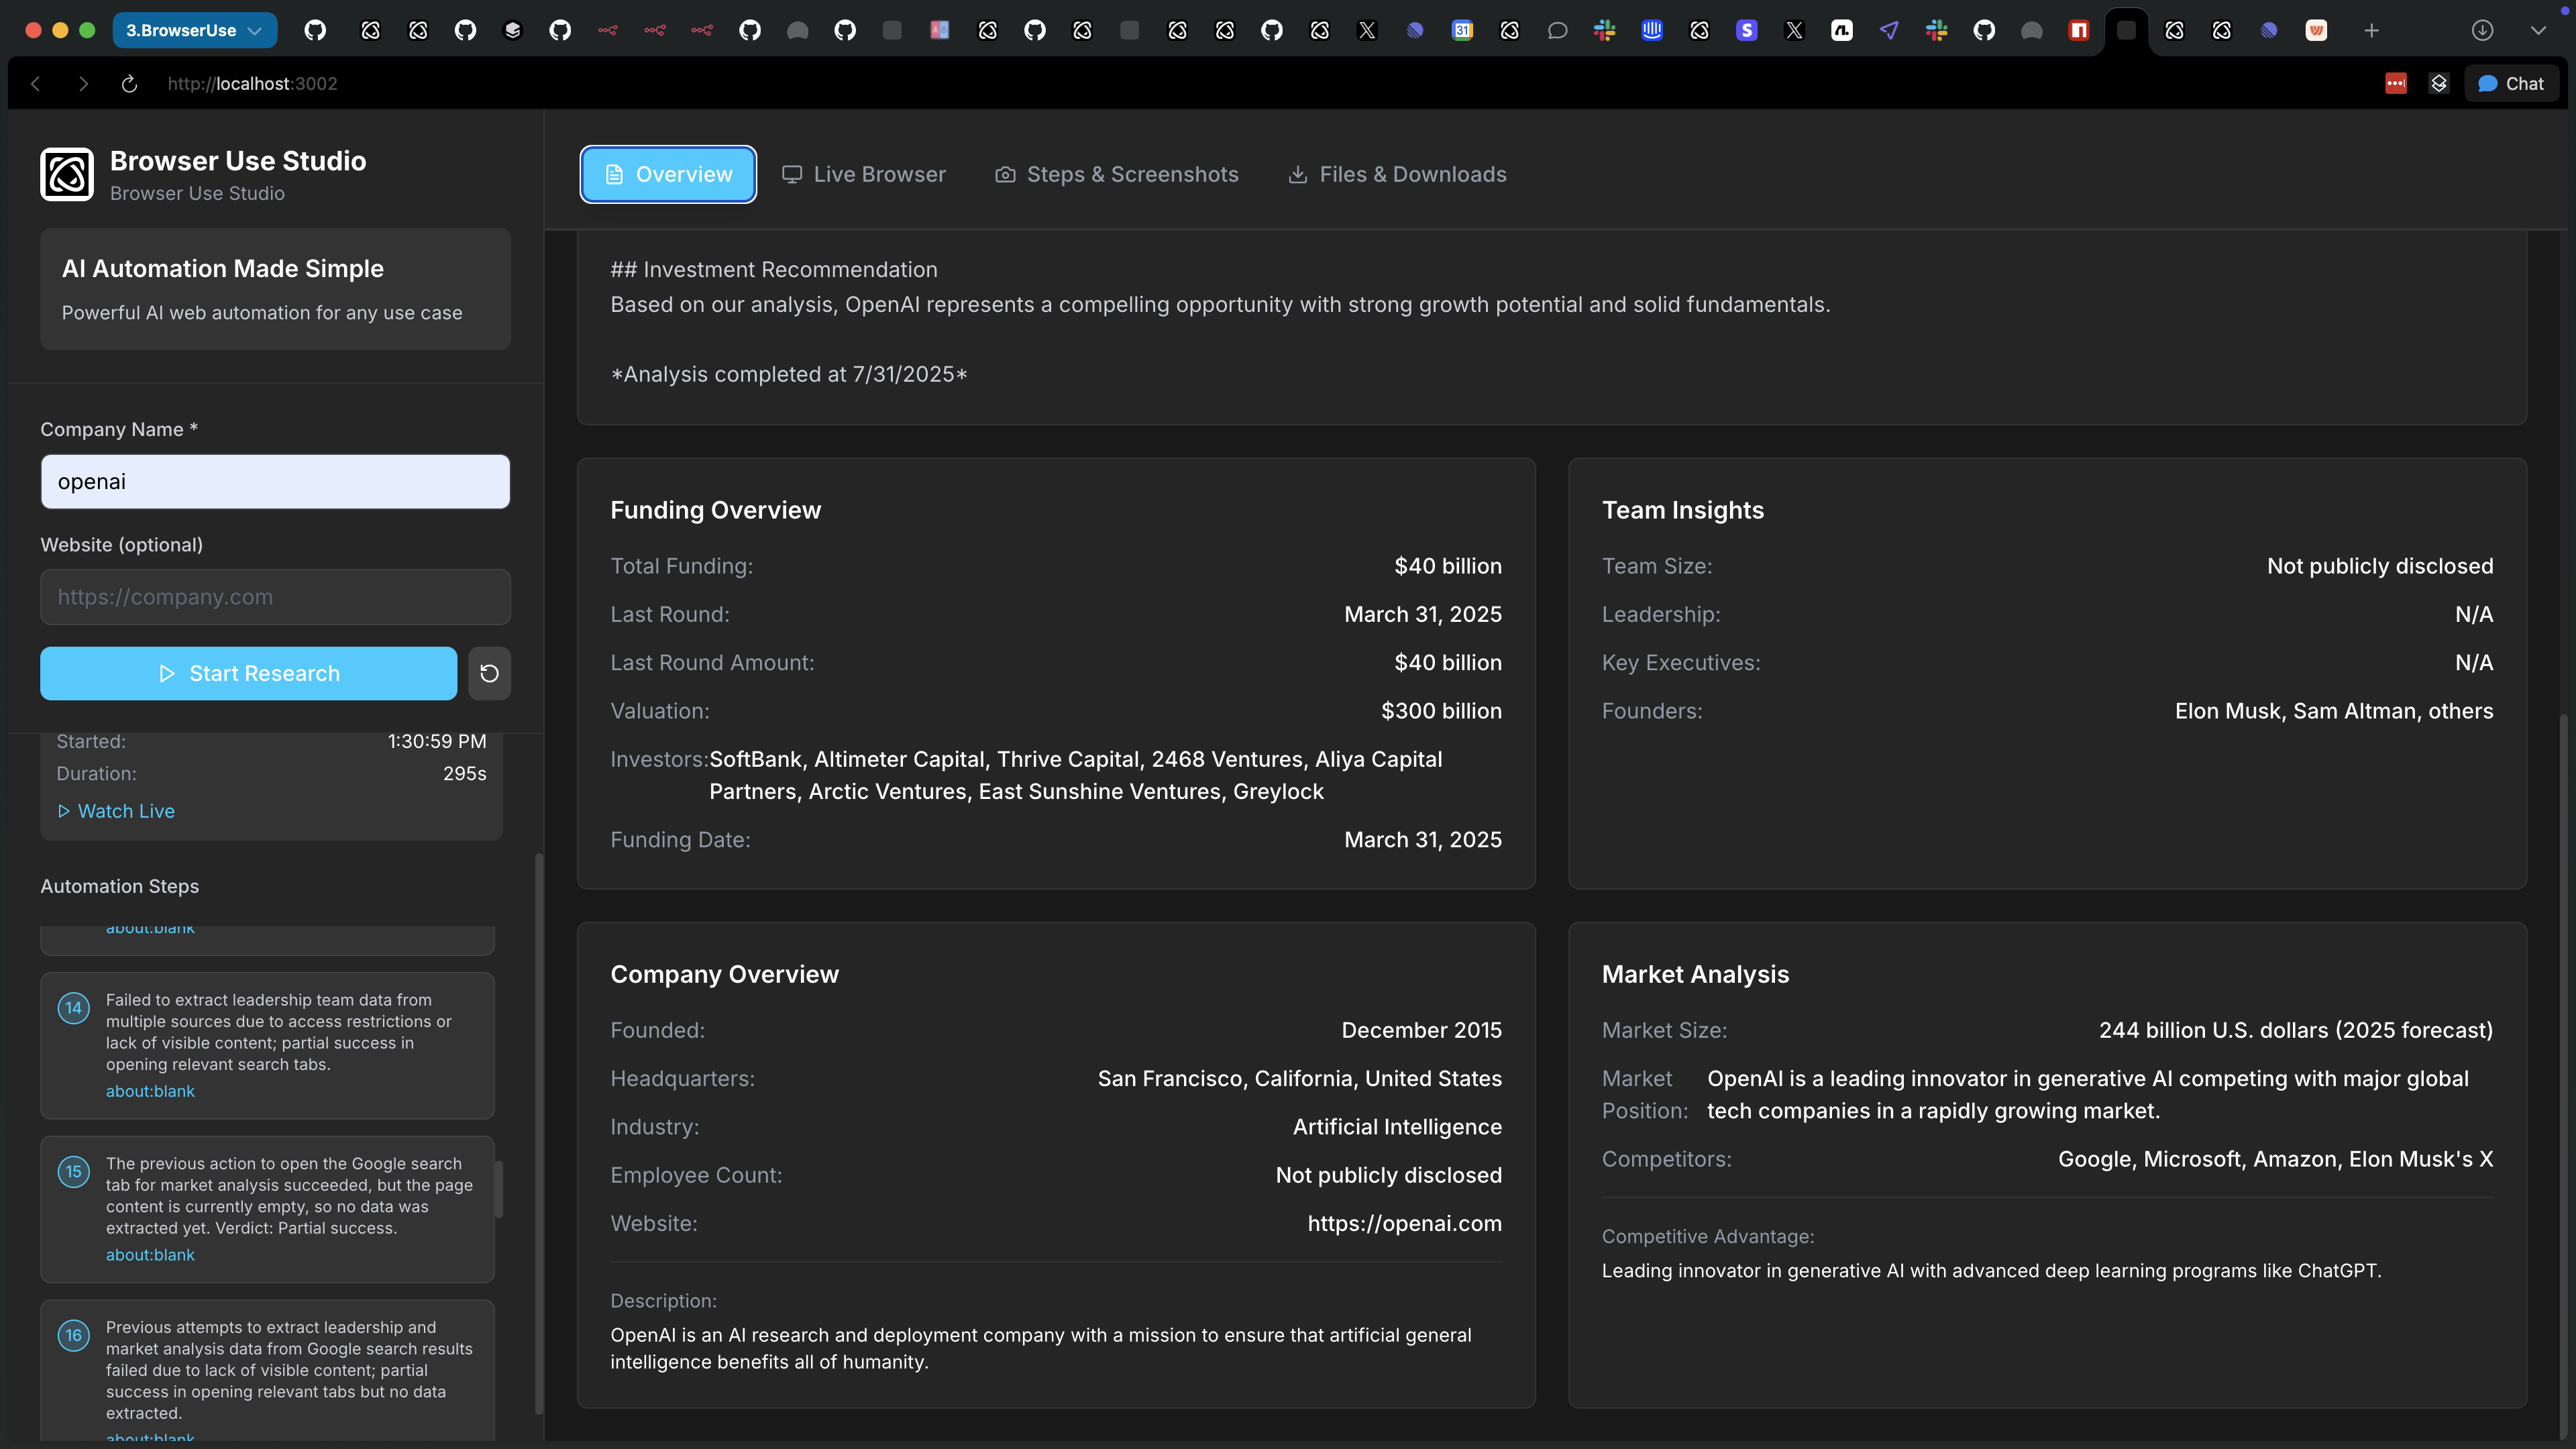 3.BrowserUse
http://localhost:3002
Chat
Browser Use Studio
Browser Use Studio
AI Automation Made Simple
Powerful AI web automation for any use case
Company Name *
openai
Website (optional)
https://company.com
Start Research
Started: 1:30:59 PM
Duration: 295s
Watch Live
Automation Steps
about:blank
14
Failed to extract leadership team data from
multiple sources due to access restrictions or
lack of visible content; partial success in
opening relevant search tabs.
about:blank
15
The previous action to open the Google search
tab for market analysis succeeded, but the page
content is currently empty, so no data was
extracted yet. Verdict: Partial success.
about:blank
16
Previous attempts to extract leadership and
market analysis data from Google search results
failed due to lack of visible content; partial
success in opening relevant tabs but no data
extracted.
about:blank
Overview
Live Browser
Steps & Screenshots
Files & Downloads
## Investment Recommendation
Based on our analysis, OpenAI represents a compelling opportunity with strong growth potential and solid fundamentals.
*Analysis completed at 7/31/2025*
Funding Overview
Total Funding: $40 billion
Last Round: March 31, 2025
Last Round Amount: $40 billion
Valuation: $300 billion
Investors: SoftBank, Altimeter Capital, Thrive Capital, 2468 Ventures, Aliya Capital
Partners, Arctic Ventures, East Sunshine Ventures, Greylock
Funding Date: March 31, 2025
Team Insights
Team Size: Not publicly disclosed
Leadership: N/A
Key Executives: N/A
Founders: Elon Musk, Sam Altman, others
Company Overview
Founded: December 2015
Headquarters: San Francisco, California, United States
Industry: Artificial Intelligence
Employee Count: Not publicly disclosed
Website: https://openai.com
Description:
OpenAI is an AI research and deployment company with a mission to ensure that artificial general
intelligence benefits all of humanity.
Market Analysis
Market Size: 244 billion U.S. dollars (2025 forecast)
Market Position: OpenAI is a leading innovator in generative AI competing with major global
tech companies in a rapidly growing market.
Competitors: Google, Microsoft, Amazon, Elon Musk's X
Competitive Advantage:
Leading innovator in generative AI with advanced deep learning programs like ChatGPT.